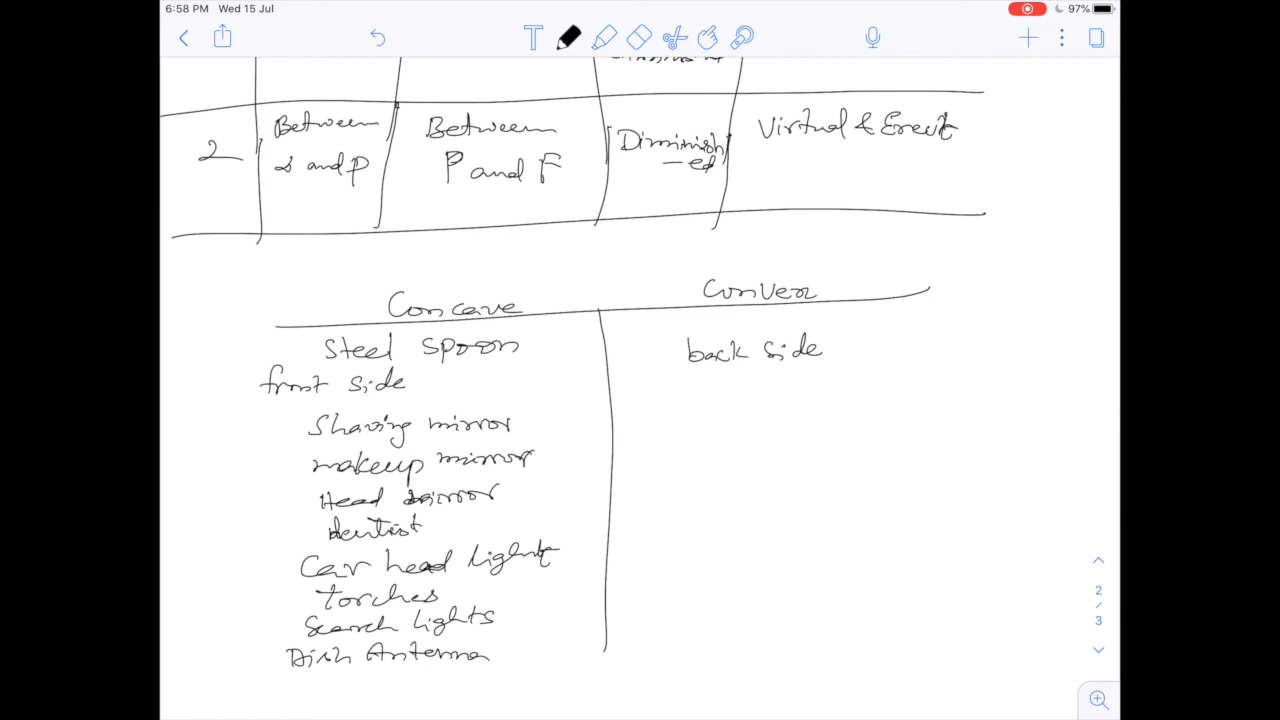 6:58 PM Wed 15 Jul
97%
T
2
Between
Between
Diminish
Virtual & Erect
and P
P and F
-ed
Concave
Convex
Steel spoon
back side
front side
Shaving mirror
makeup mirror
Head mirror
dentist
Car head light
torches
Search lights
Dish Antenna
2
/
3